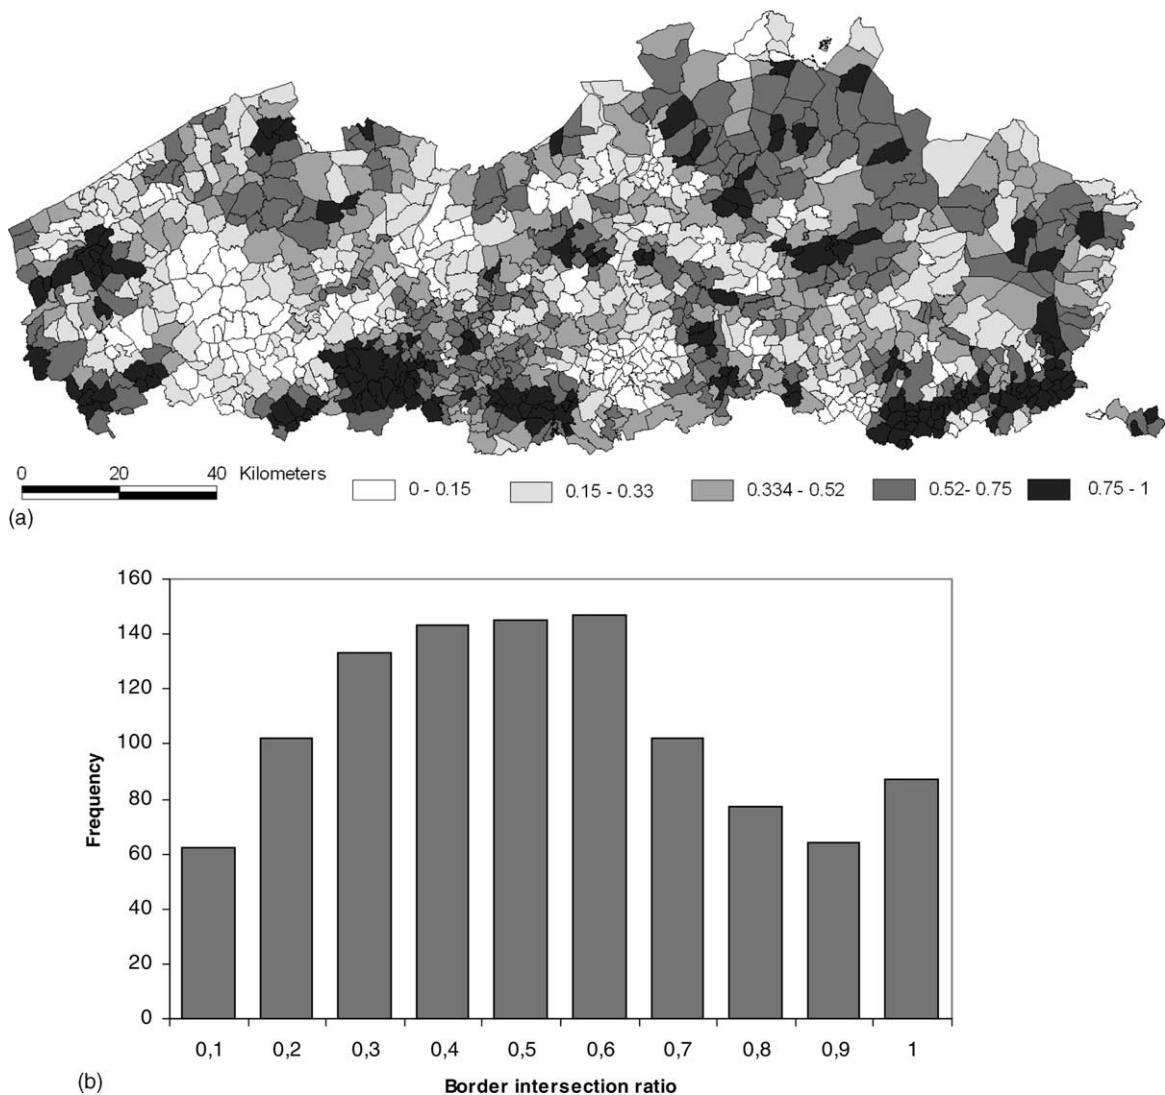 0 20 40 Kilometers
0 - 0.15 0.15 - 0.33 0.334 - 0.52 0.52- 0.75 0.75 - 1
(a)
160
140
120
100
80
60
40
20
0
Frequency
0,1 0,2 0,3 0,4 0,5 0,6 0,7 0,8 0,9 1
Border intersection ratio
(b)